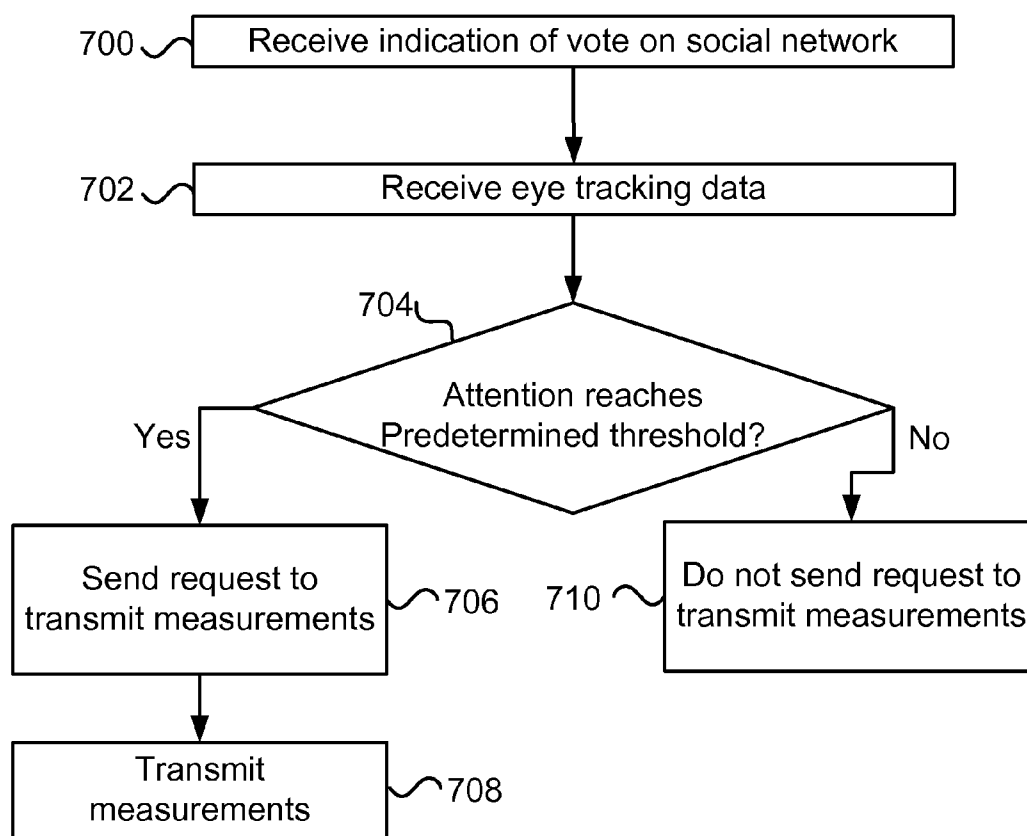 700
Receive indication of vote on social network
702
Receive eye tracking data
704
Attention reaches
Predetermined threshold?
Yes
No
Send request to
transmit measurements
706
710
Do not send request to
transmit measurements
Transmit
measurements
708